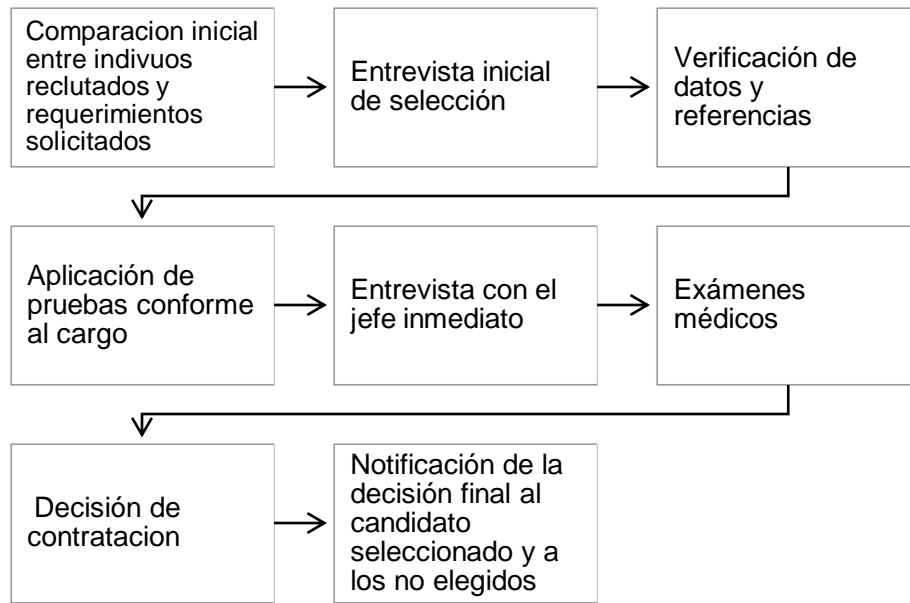 Comparacion inicial
entre indivuos
reclutados y
requerimientos
solicitados
Entrevista inicial
de selección
Verificación de
datos y
referencias
Aplicación de
pruebas conforme
al cargo
Entrevista con el
jefe inmediato
Exámenes
médicos
Decisión de
contratacion
Notificación de la
decisión final al
candidato
seleccionado y a
los no elegidos